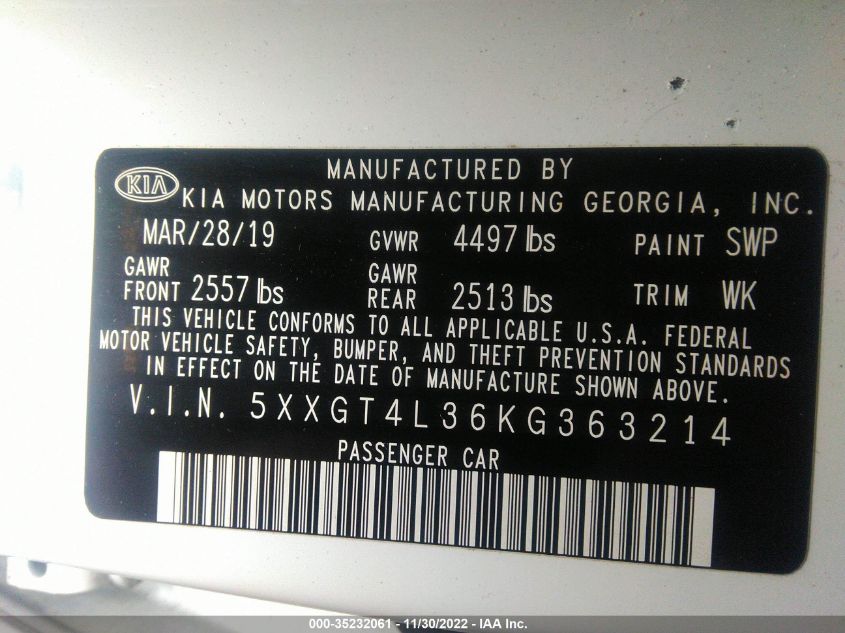 MANUFACTURED BY
KIA KIA MOTORS MANUFACTURING GEORGIA, INC.
MAR/28/19 GVWR 4497 lbs PAINT SWP
GAWR FRONT 2557 lbs GAWR REAR 2513 lbs TRIM WK
THIS VEHICLE CONFORMS TO ALL APPLICABLE U.S.A. FEDERAL
MOTOR VEHICLE SAFETY, BUMPER, AND THEFT PREVENTION STANDARDS
IN EFFECT ON THE DATE OF MANUFACTURE SHOWN ABOVE.
V.I.N. 5XXGT4L36KG363214
PASSENGER CAR
000-35232061 - 11/30/2022 - IAA Inc.